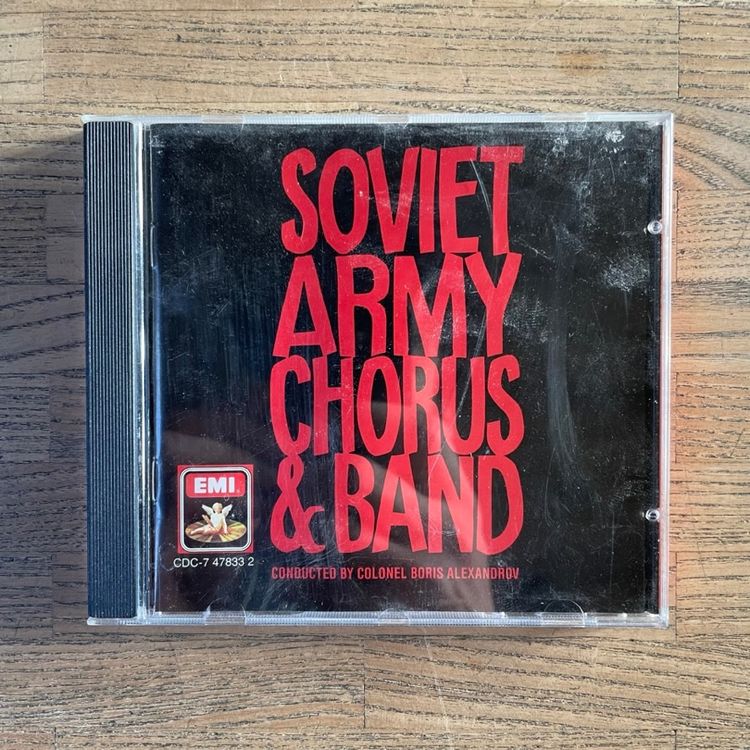 SOVIET
ARMY
CHORUS
& BAND
EMI
CDC-7 47833 2
CONDUCTED BY COLONEL BORIS ALEXANDROV